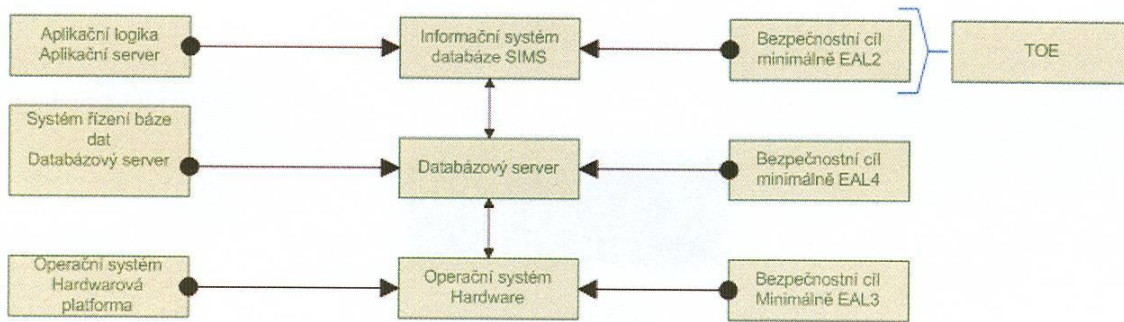 Aplikační logika
Aplikační server
Informační systém
databáze SIMS
Bezpečnostní cíl
minimálně EAL2
TOE
Systém řízení báze
dat
Databázový server
Databázový server
Bezpečnostní cíl
minimálně EAL4
Operační systém
Hardwarová
platforma
Operační systém
Hardware
Bezpečnostní cíl
Minimálně EAL3